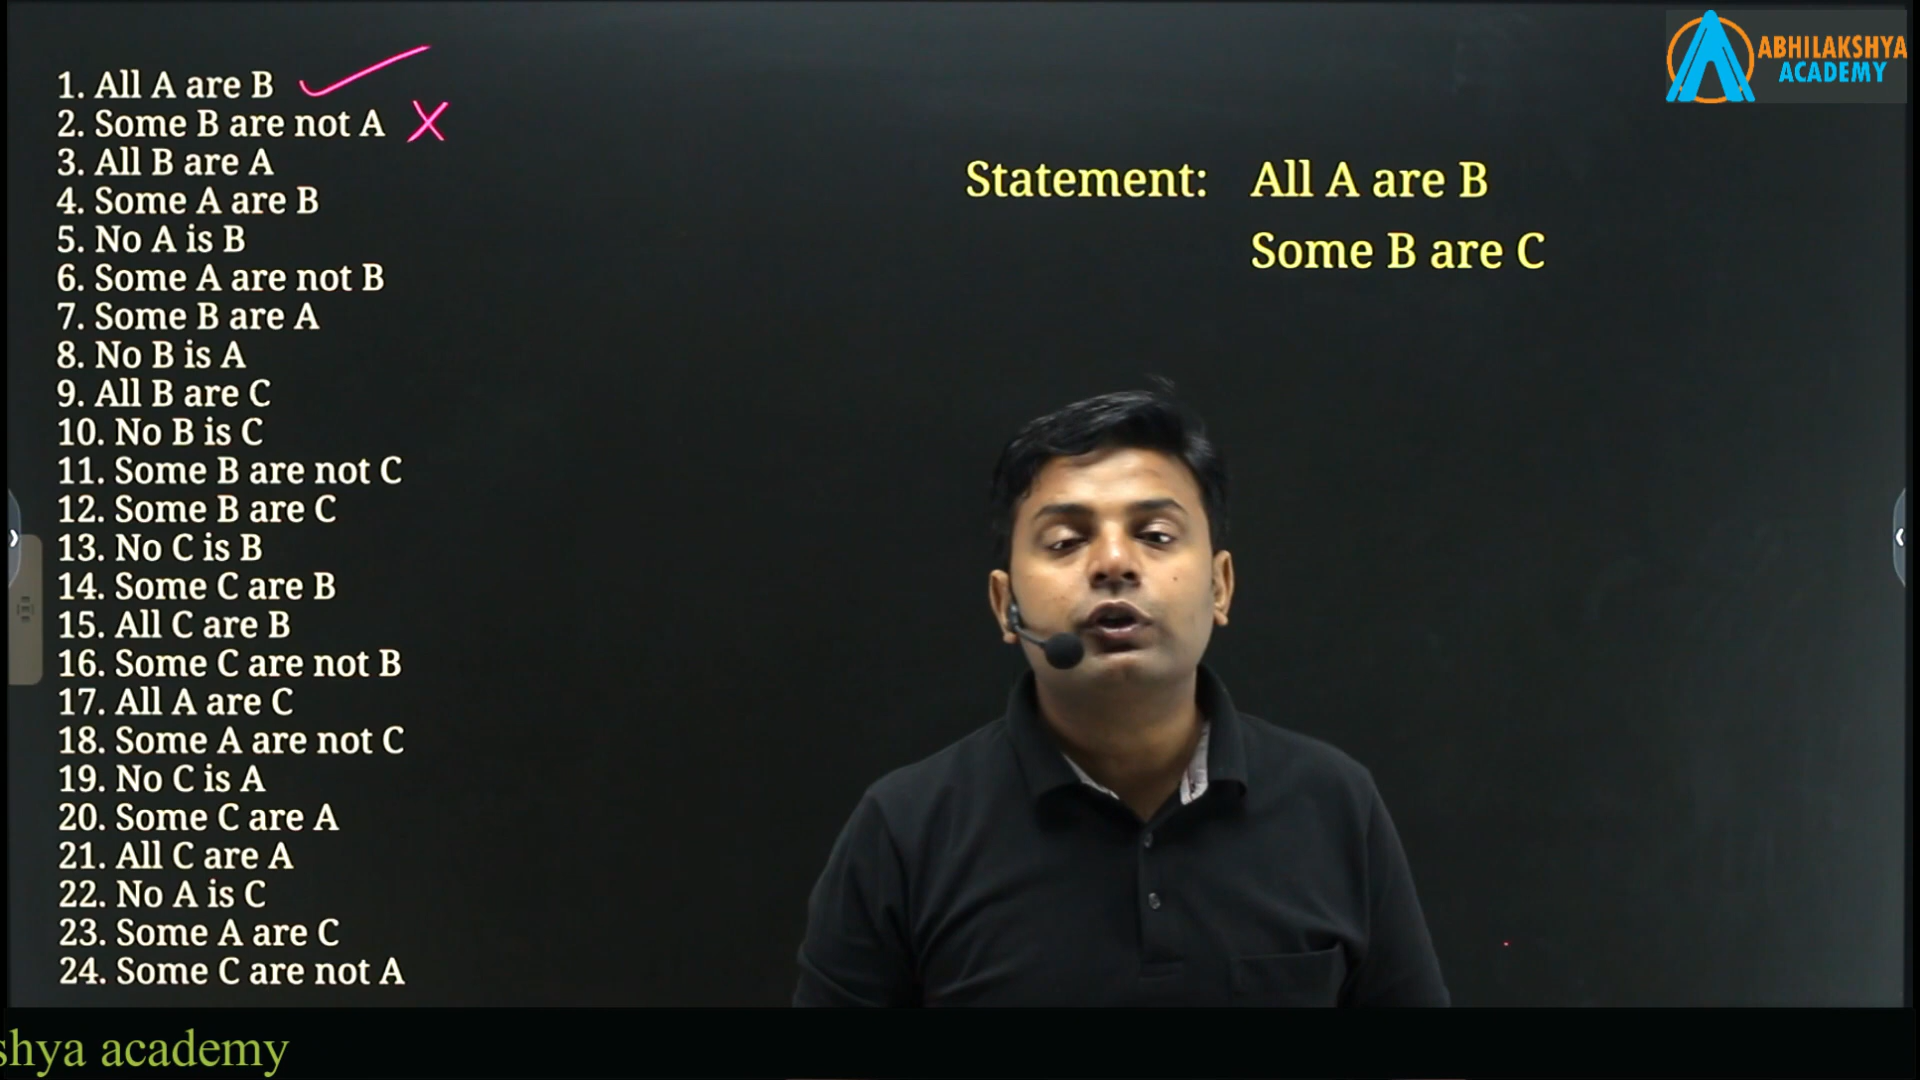 1. All A are B
2. Some B are not A
3. All B are A
4. Some A are B
5. No A is B
6. Some A are not B
7. Some B are A
8. No B is A
9. All B are C
10. No B is C
11. Some B are not C
12. Some B are C
13. No C is B
14. Some C are B
15. All C are B
16. Some C are not B
17. All A are C
18. Some A are not C
19. No C is A
20. Some C are A
21. All C are A
22. No A is C
23. Some A are C
24. Some C are not A
Statement: All A are B
Some B are C
ABHILAKSHYA
ACADEMY
shya academy